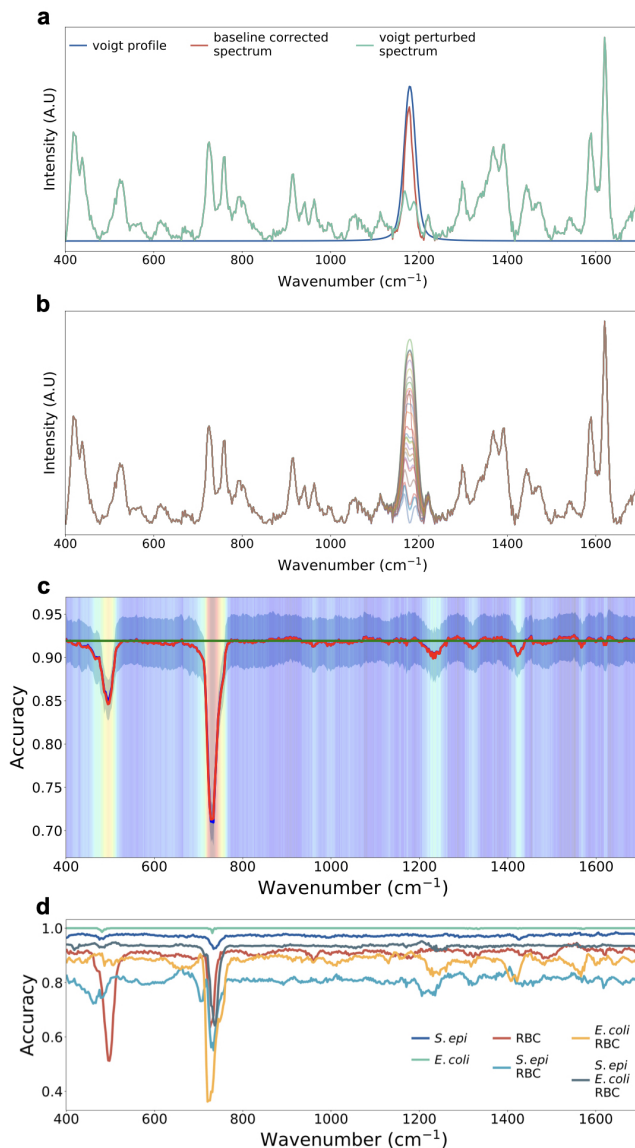 a
voigt profile
baseline corrected
spectrum
voigt perturbed
spectrum
Intensity (A.U)
400 600 800 1000 1200 1400 1600
Wavenumber (cm⁻¹)
b
Intensity (A.U)
400 600 800 1000 1200 1400 1600
Wavenumber (cm⁻¹)
c
Accuracy
0.95
0.90
0.85
0.80
0.75
0.70
400 600 800 1000 1200 1400 1600
Wavenumber (cm⁻¹)
d
Accuracy
1.0
0.8
0.6
0.4
S. epi
RBC
E. coli
RBC
E. coli
S. epi
RBC
S. epi
E. coli
RBC
400 600 800 1000 1200 1400 1600
Wavenumber (cm⁻¹)